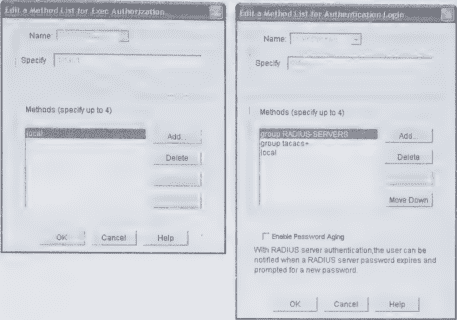 Edit a Method List for Exec Authorization
Name:
Specify Default
Methods (specify up to 4)
local
Add...
Delete
OK Cancel Help
Edit a Method List for Authentication Login
Name:
Specify
Methods (specify up to 4)
group RADIUS-SERVERS
group tacacs+
local
Add...
Delete
Move Down
Enable Password Aging
With RADIUS server authentication,the user can be
notified when a RADIUS server password expires and
prompted for a new password.
OK Cancel Help